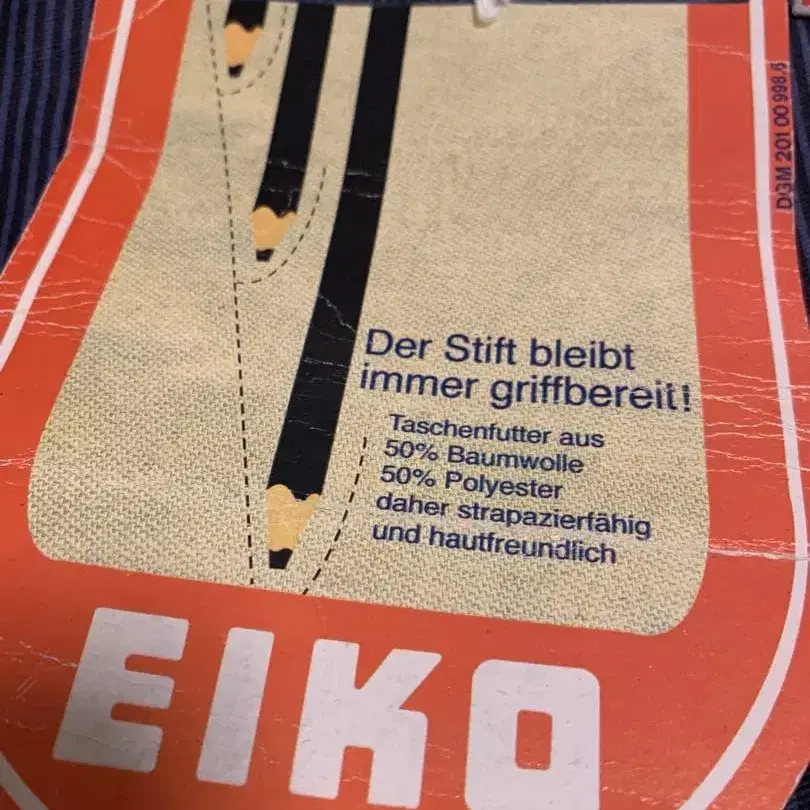 DGM 201 00 998.6
Der Stift bleibt
immer griffbereit!
Taschenfutter aus
50% Baumwolle
50% Polyester
daher strapazierfähig
und hautfreundlich
EIKO